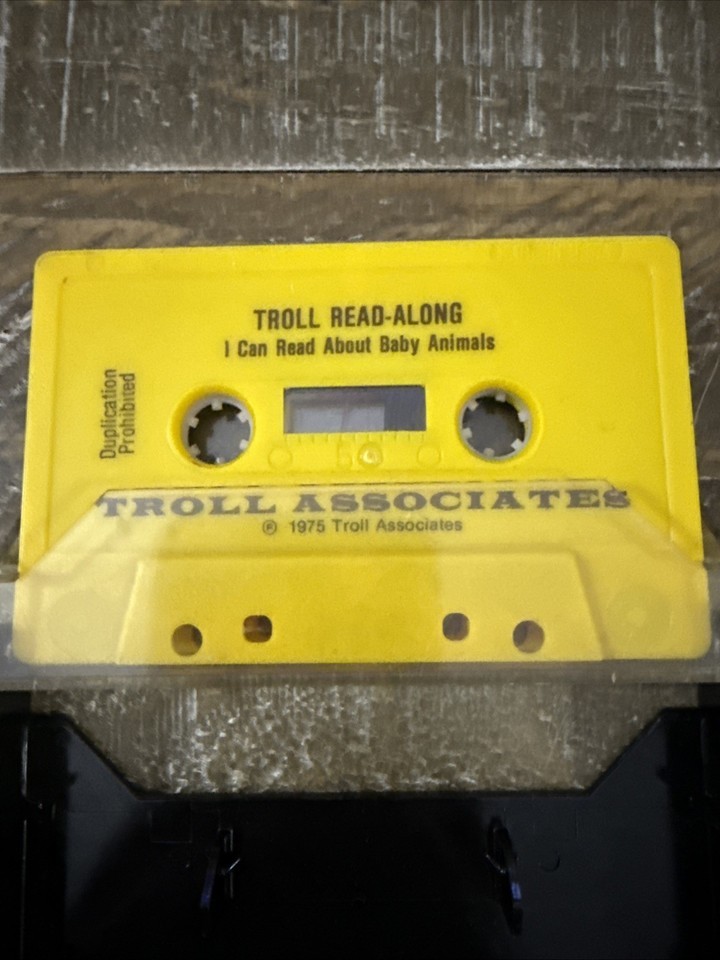 TROLL READ-ALONG
I Can Read About Baby Animals
Duplication
Prohibited
TROLL ASSOCIATES
℗ 1975 Troll Associates